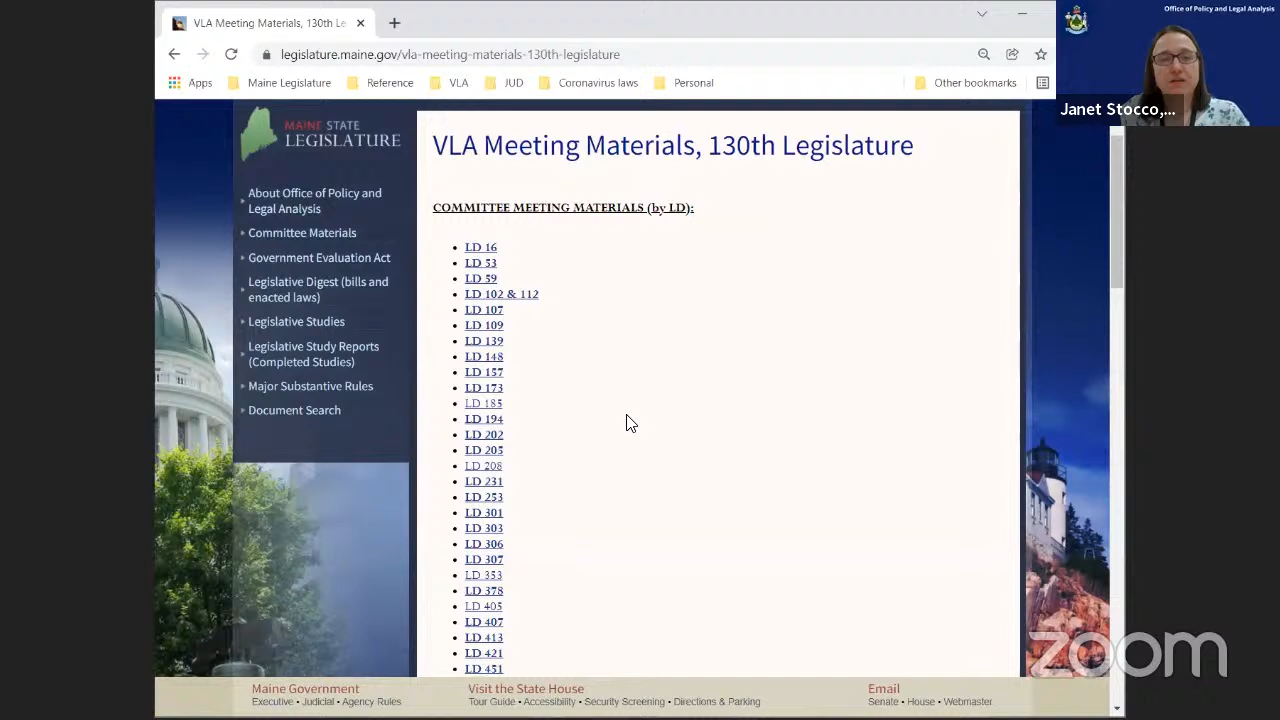 VLA Meeting Materials, 130th Le
legislature.maine.gov/vla-meeting-materials-130th-legislature
Apps
Maine Legislature
Reference
VLA
JUD
Coronavirus laws
Personal
Other bookmarks
Office of Policy and Legal Analysis
Janet Stocco,...
MAINE STATE
LEGISLATURE
About Office of Policy and
Legal Analysis
Committee Materials
Government Evaluation Act
Legislative Digest (bills and
enacted laws)
Legislative Studies
Legislative Study Reports
(Completed Studies)
Major Substantive Rules
Document Search
VLA Meeting Materials, 130th Legislature
COMMITTEE MEETING MATERIALS (by LD):
LD 16
LD 53
LD 59
LD 102 & 112
LD 107
LD 109
LD 139
LD 148
LD 157
LD 173
LD 185
LD 194
LD 202
LD 205
LD 208
LD 231
LD 253
LD 301
LD 303
LD 306
LD 307
LD 353
LD 378
LD 405
LD 407
LD 413
LD 421
LD 451
Maine Government
Executive • Judicial • Agency Rules
Visit the State House
Tour Guide • Accessibility • Security Screening • Directions & Parking
Email
Senate • House • Webmaster
zoom